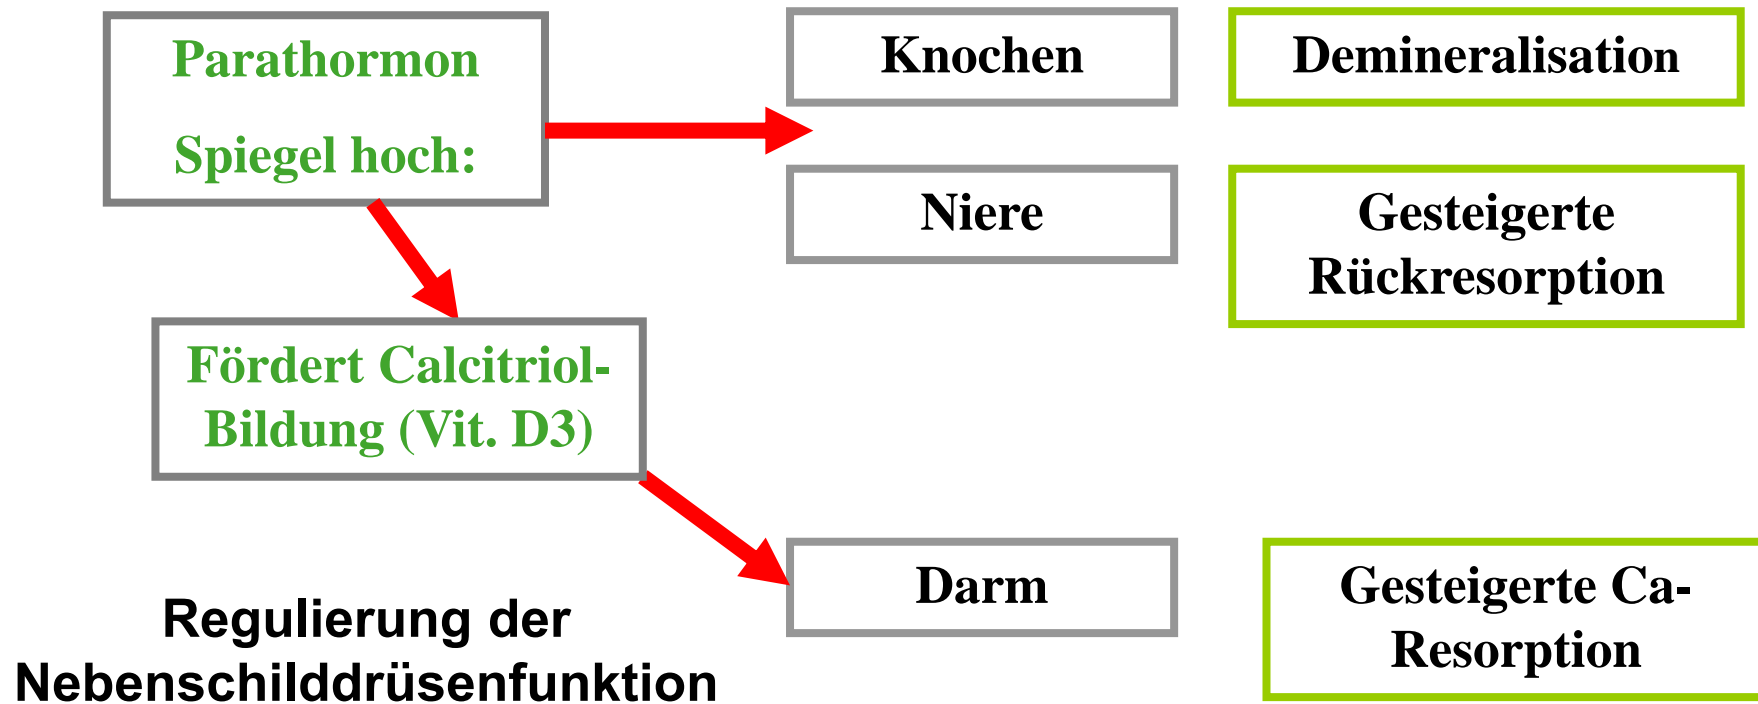 Parathormon
Spiegel hoch:
Knochen
Demineralisation
Niere
Gesteigerte
Rückresorption
Fördert Calcitriol-
Bildung (Vit. D3)
Darm
Gesteigerte Ca-
Resorption
Regulierung der
Nebenschilddrüsenfunktion